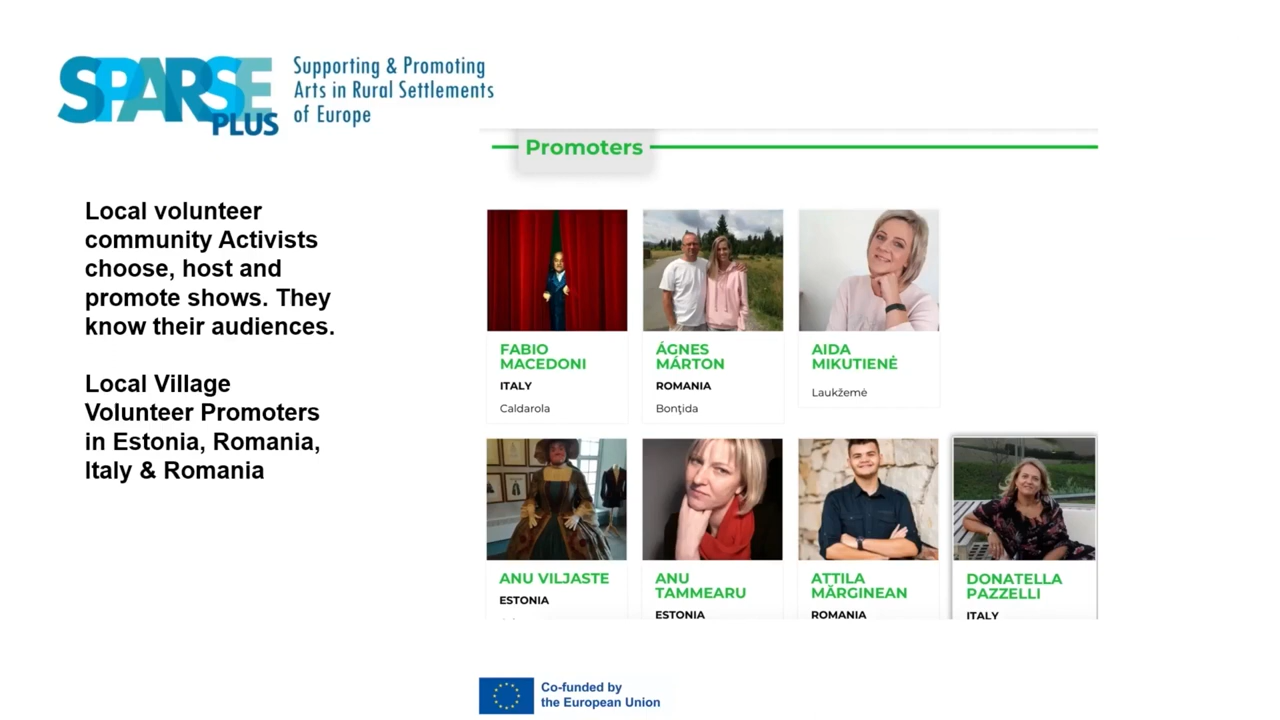 SPARSE
PLUS
Supporting & Promoting
Arts in Rural Settlements
of Europe
Local volunteer
community Activists
choose, host and
promote shows. They
know their audiences.
Local Village
Volunteer Promoters
in Estonia, Romania,
Italy & Romania
Promoters
FABIO
MACEDONI
ITALY
Caldarola
ÁGNES
MÁRTON
ROMANIA
Bonţida
AIDA
MIKUTIENĖ
Laukžemė
ANU VILJASTE
ESTONIA
ANU
TAMMEARU
ESTONIA
ATTILA
MĂRGINEAN
ROMANIA
DONATELLA
PAZZELLI
ITALY
Co-funded by
the European Union